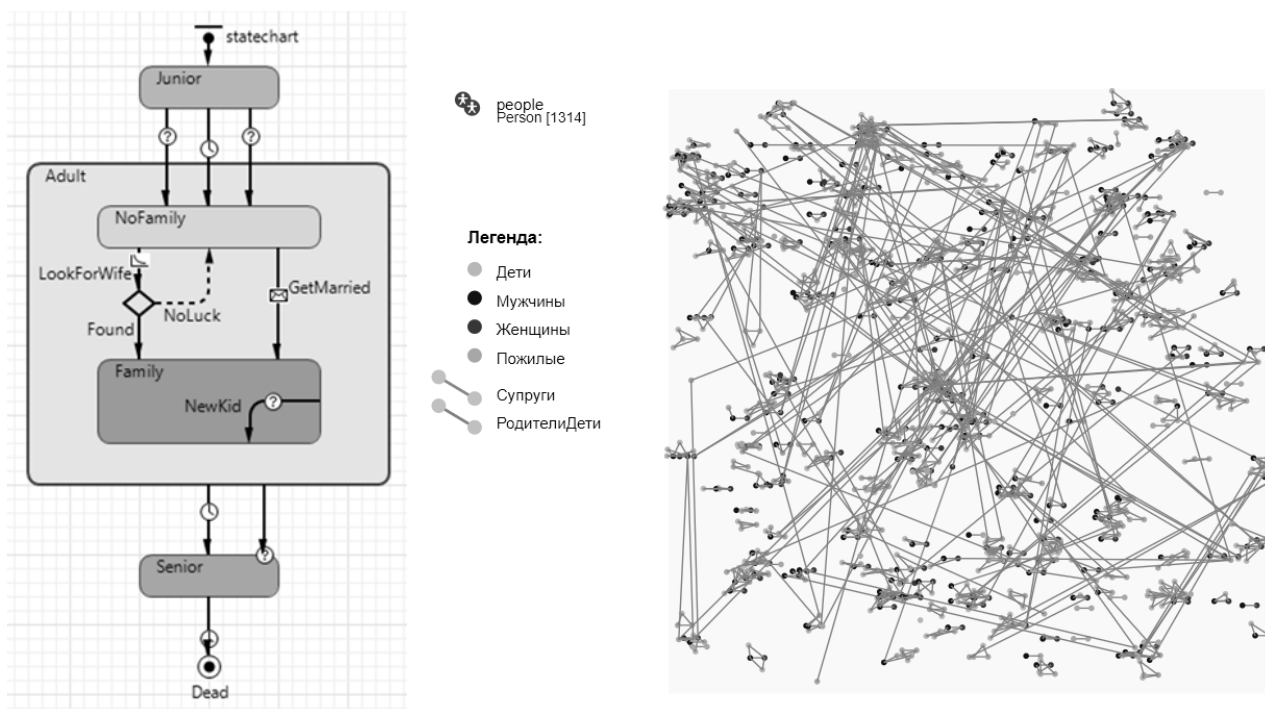 statechart
Junior
?
?
Adult
NoFamily
LookForWife
GetMarried
NoLuck
Found
Family
NewKid
?
?
Senior
Dead
people
Person [1314]
Легенда:
Дети
Мужчины
Женщины
Пожилые
Супруги
РодителиДети